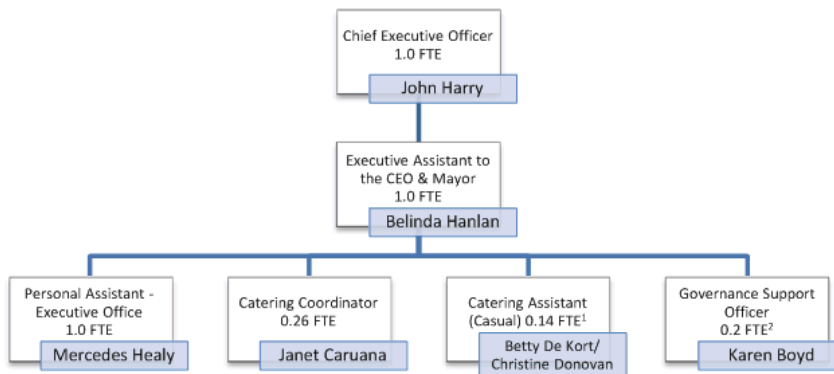 Chief Executive Officer
1.0 FTE
John Harry
Executive Assistant to
the CEO & Mayor
1.0 FTE
Belinda Hanlan
Personal Assistant -
Executive Office
1.0 FTE
Mercedes Healy
Catering Coordinator
0.26 FTE
Janet Caruana
Catering Assistant
(Casual) 0.14 FTE¹
Betty De Kort/
Christine Donovan
Governance Support
Officer
0.2 FTE²
Karen Boyd